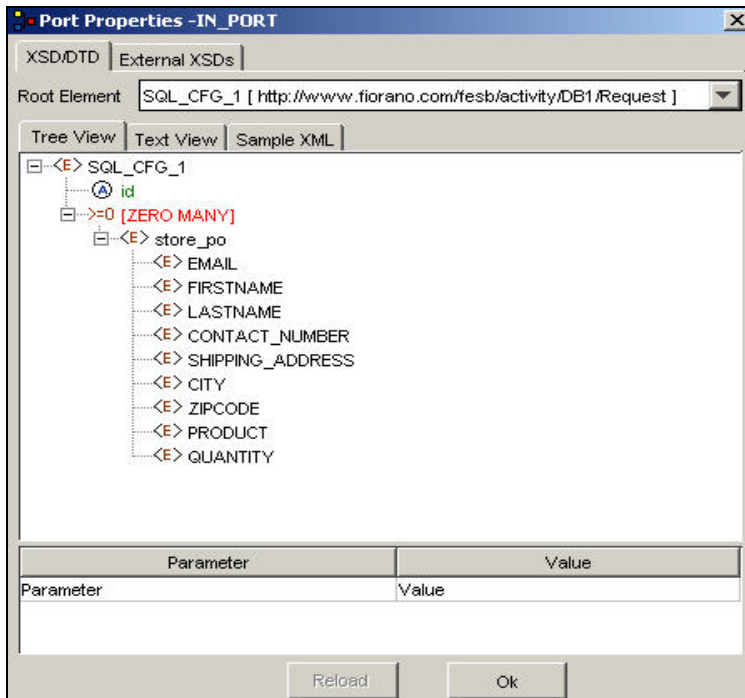 Port Properties -IN_PORT
XSD/DTD External XSDs
Root Element SQL_CFG_1 [ http://www.fiorano.com/fesb/activity/DB1/Request ]
Tree View Text View Sample XML
<E> SQL_CFG_1
A id
>=0 [ZERO MANY]
<E> store_po
<E> EMAIL
<E> FIRSTNAME
<E> LASTNAME
<E> CONTACT_NUMBER
<E> SHIPPING_ADDRESS
<E> CITY
<E> ZIPCODE
<E> PRODUCT
<E> QUANTITY
Parameter Value
Parameter Value
Reload Ok